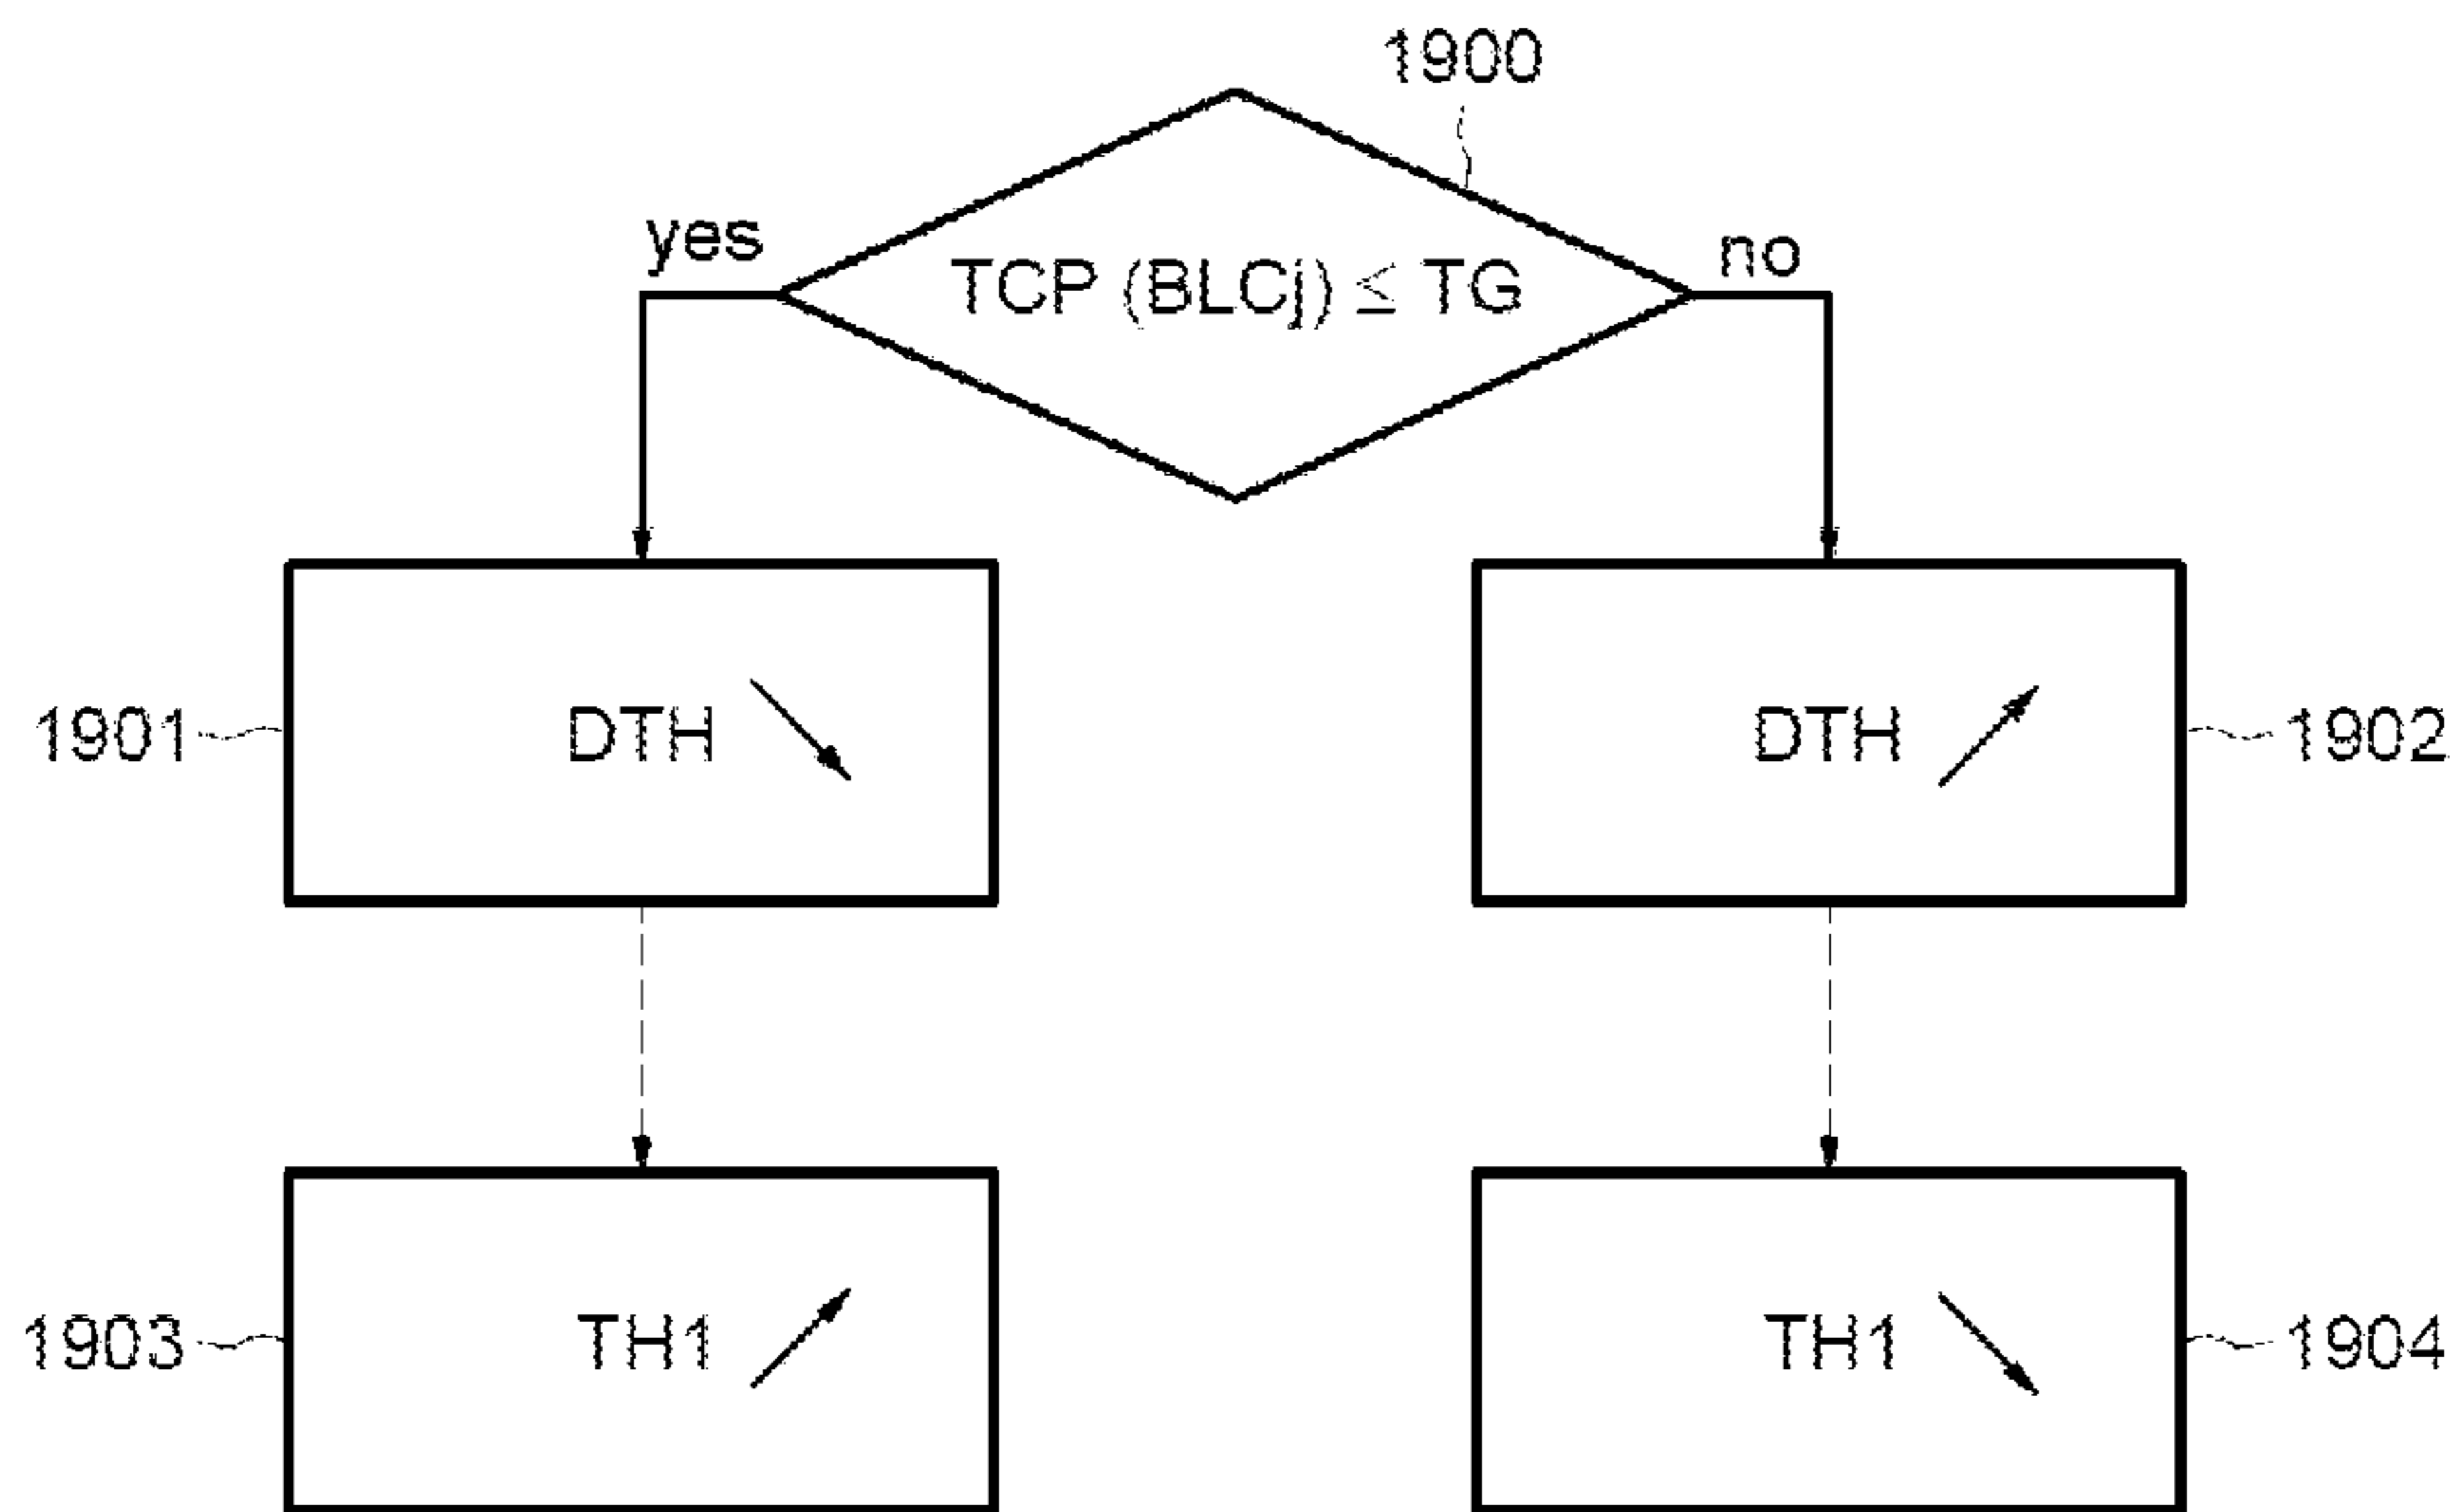 1900
yes
TCP (BLCj) ≤ TG
no
1901
DTH
DTH
1902
1903
TH1
TH1
1904